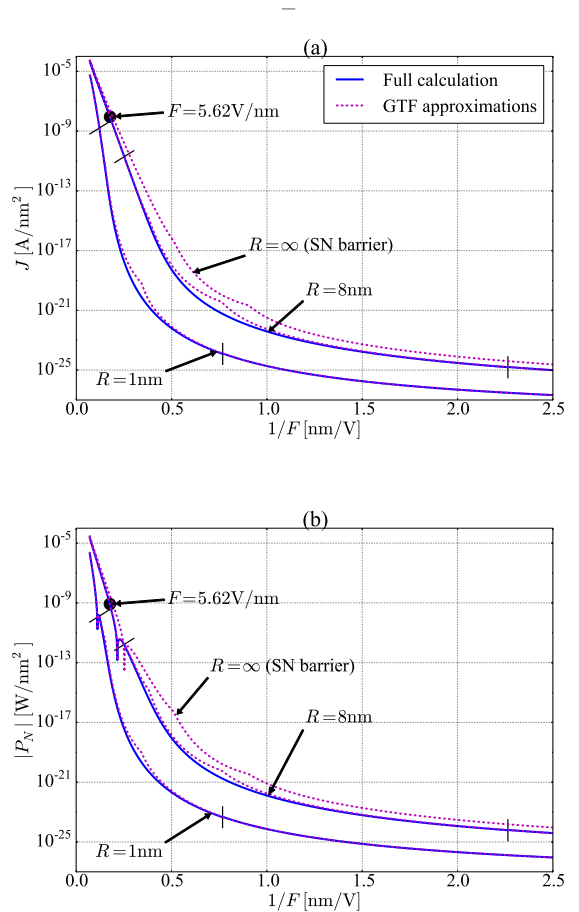 (a)
10^-5
10^-9
10^-13
10^-17
10^-21
10^-25
J [A/nm^2]
Full calculation
GTF approximations
F=5.62V/nm
R=∞ (SN barrier)
R=8nm
R=1nm
0.0 0.5 1.0 1.5 2.0 2.5
1/F [nm/V]
(b)
10^-5
10^-9
10^-13
10^-17
10^-21
10^-25
|P_N| [W/nm^2]
F=5.62V/nm
R=∞ (SN barrier)
R=8nm
R=1nm
0.0 0.5 1.0 1.5 2.0 2.5
1/F [nm/V]